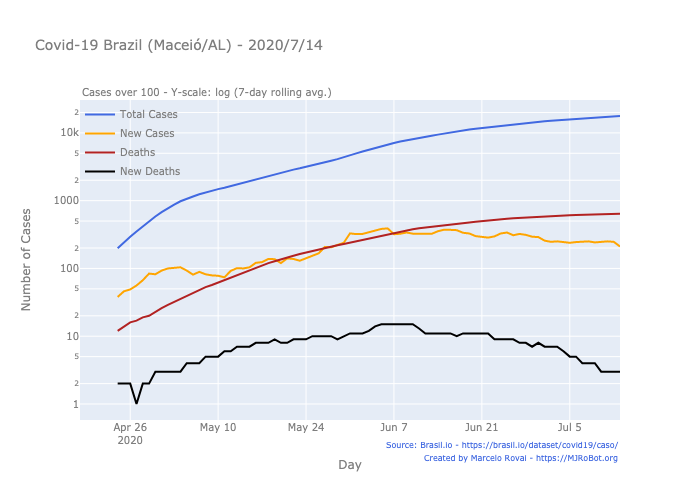 Covid-19 Brazil (Maceió/AL) - 2020/7/14
Cases over 100 - Y-scale: log (7-day rolling avg.)
Total Cases
New Cases
Deaths
New Deaths
Number of Cases
2
10k
5
2
1000
5
2
100
5
2
10
5
2
1
Apr 26 May 10 May 24 Jun 7 Jun 21 Jul 5
2020
Day
Source: Brasil.io - https://brasil.io/dataset/covid19/caso/
Created by Marcelo Rovai - https://MJRoBot.org